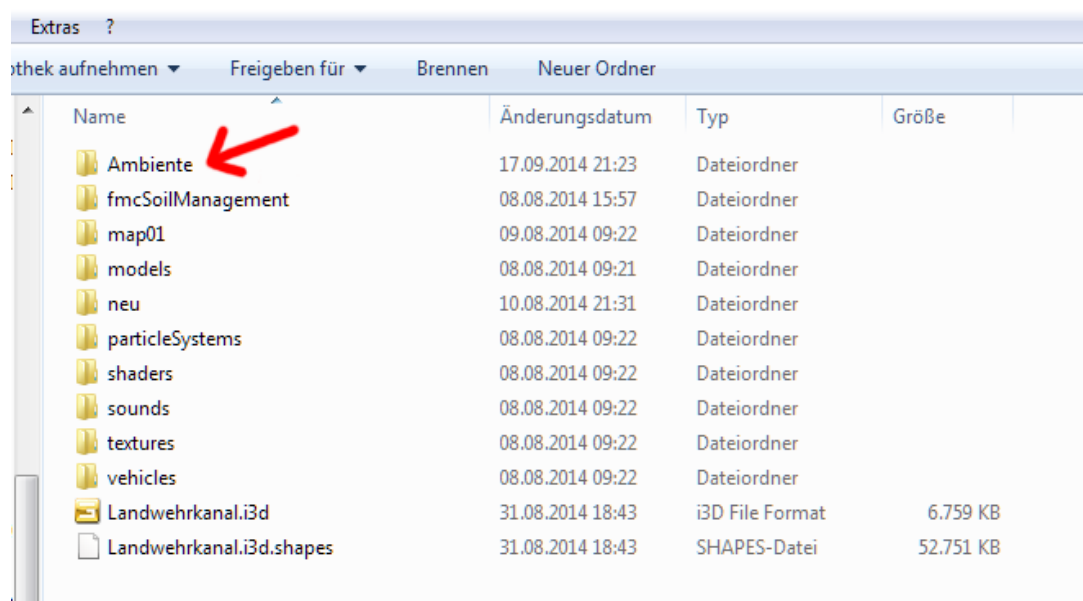 Extras ?
othek aufnehmen Freigeben für Brennen Neuer Ordner
Name Änderungsdatum Typ Größe
Ambiente 17.09.2014 21:23 Dateiordner
fmcSoilManagement 08.08.2014 15:57 Dateiordner
map01 09.08.2014 09:22 Dateiordner
models 08.08.2014 09:21 Dateiordner
neu 10.08.2014 21:31 Dateiordner
particleSystems 08.08.2014 09:22 Dateiordner
shaders 08.08.2014 09:22 Dateiordner
sounds 08.08.2014 09:22 Dateiordner
textures 08.08.2014 09:22 Dateiordner
vehicles 08.08.2014 09:22 Dateiordner
Landwehrkanal.i3d 31.08.2014 18:43 i3D File Format 6.759 KB
Landwehrkanal.i3d.shapes 31.08.2014 18:43 SHAPES-Datei 52.751 KB